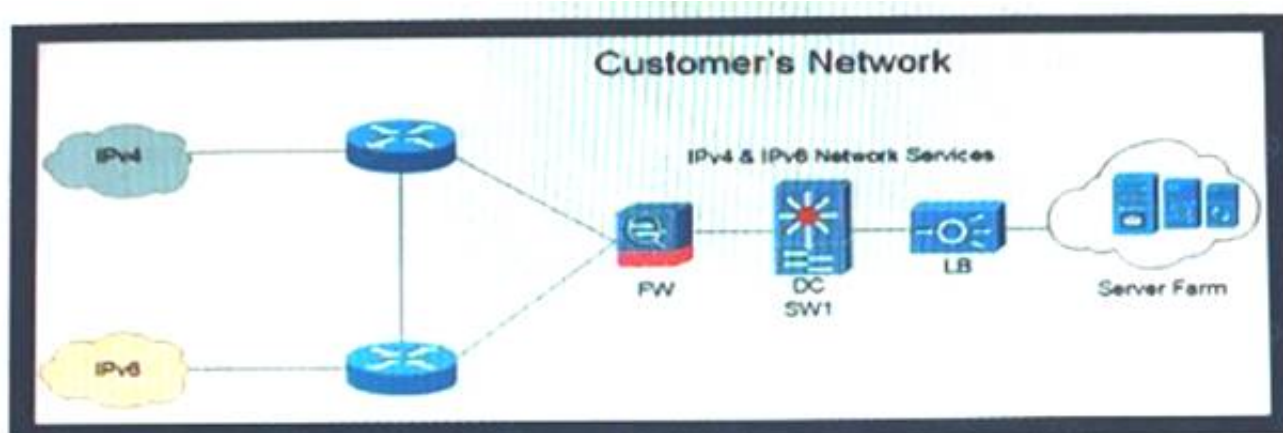 Customer's Network
IPv4
IPv4 & IPv6 Network Services
FW
DC
SW1
LB
Server Farm
IPv6